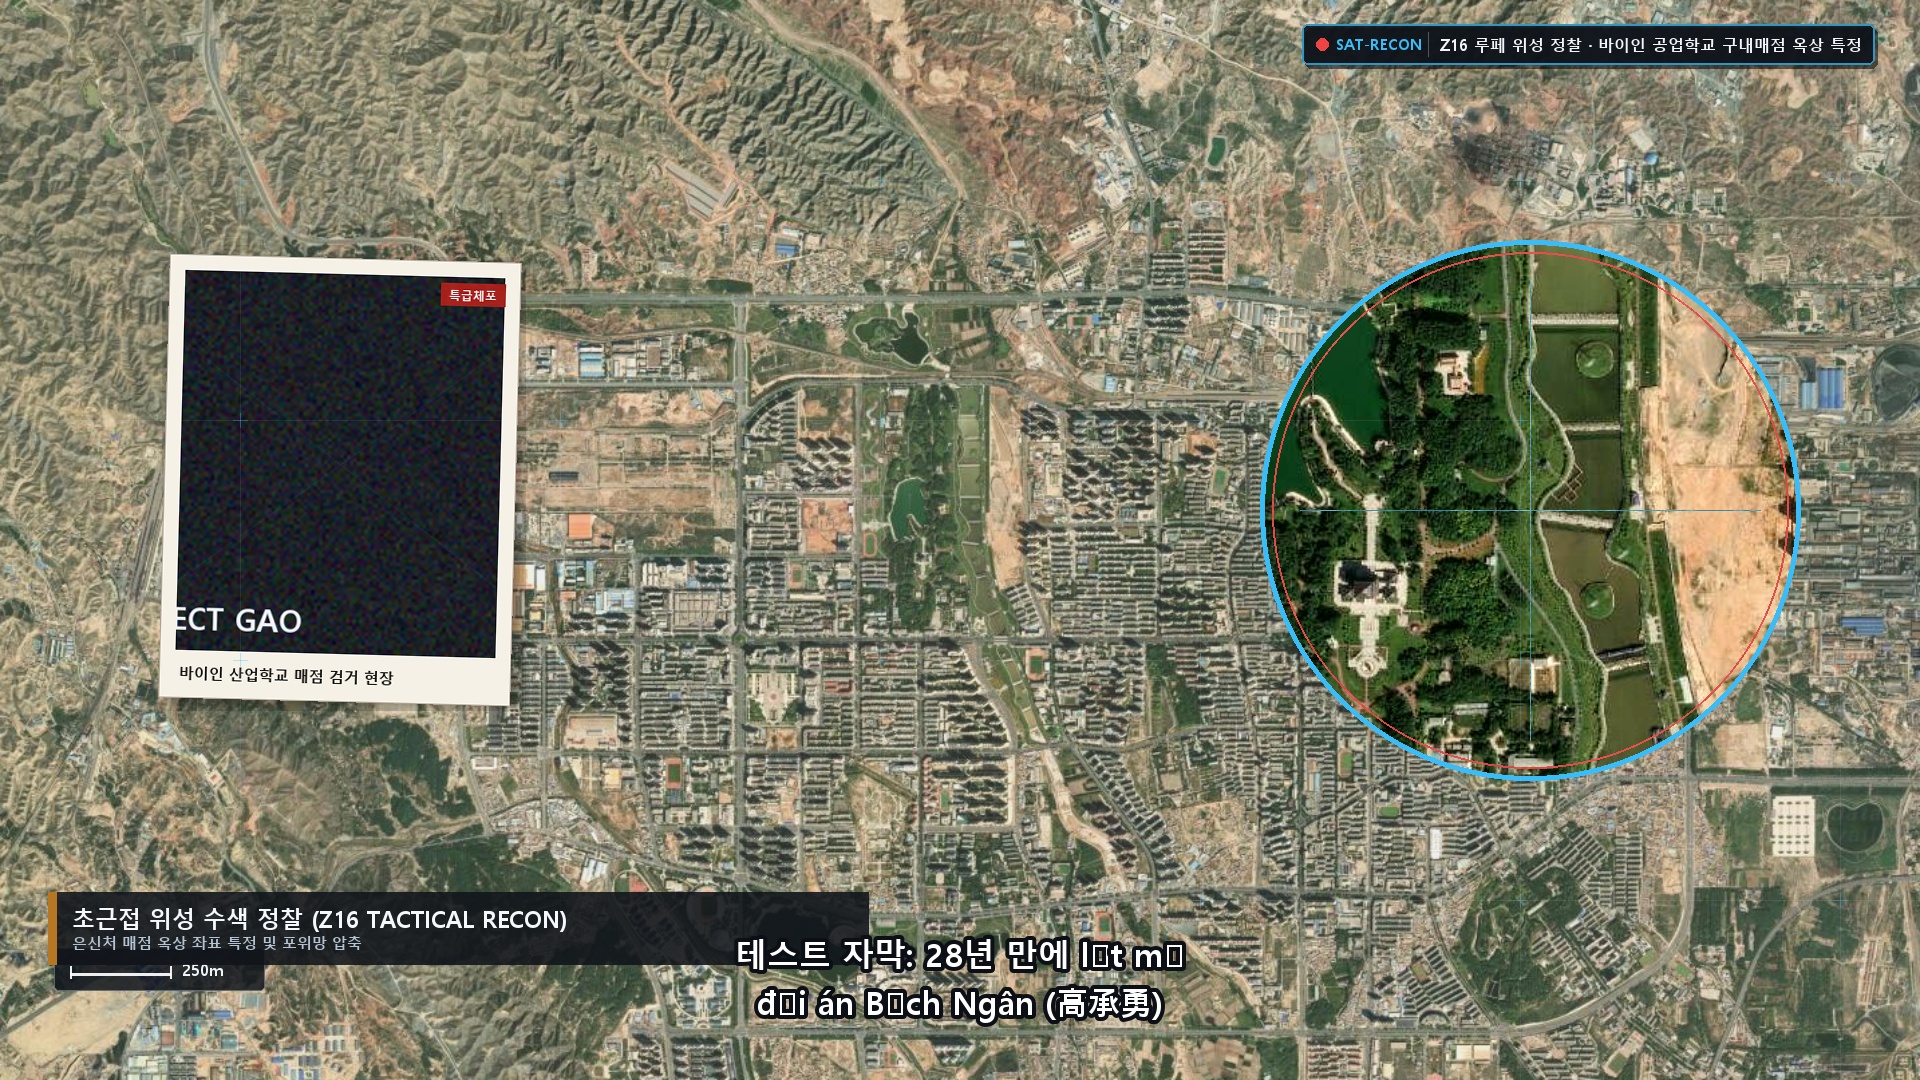 SAT-RECON Z16 루페 위성 정찰 · 바이인 공업학교 구내매점 옥상 특정
특급체포
ECT GAO
바이인 산업학교 매점 검거 현장
초근접 위성 수색 정찰 (Z16 TACTICAL RECON)
은신처 매점 옥상 좌표 특정 및 포위망 압축
250m
테스트 자막: 28년 만에 l▯t m▯
đ▯i án B▯ch Ngân (高承勇)